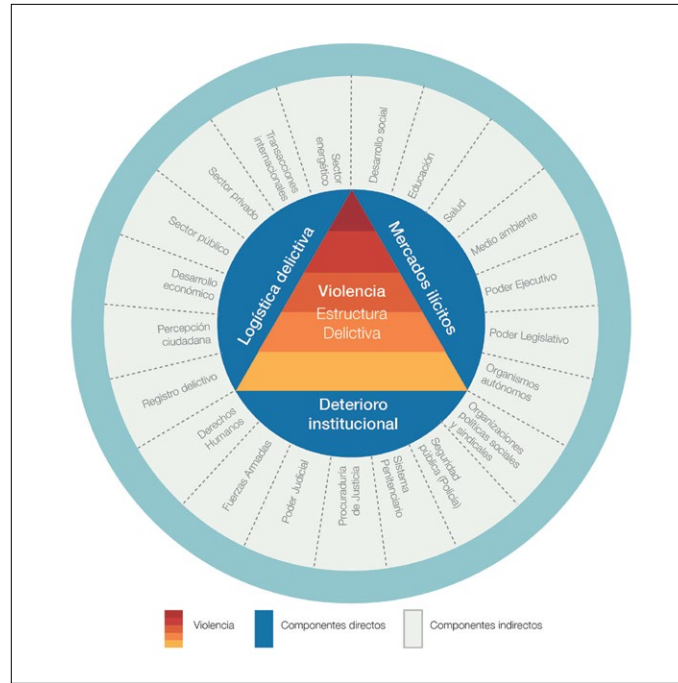 Desarrollo social
Educación
Salud
Medio ambiente
Poder Ejecutivo
Poder Legislativo
Organismos
autónomos
Organizaciones
políticas sociales
y sindicales
Seguridad
pública (Policía)
Sistema
Penitenciario
Procuraduría
de Justicia
Poder Judicial
Fuerzas Armadas
Derechos
Humanos
Registro delictivo
Percepción
ciudadana
Desarrollo
económico
Sector público
Sector privado
Transacciones
internacionales
Sector
energético
Logística delictiva
Mercados ilícitos
Violencia
Estructura
Delictiva
Deterioro
institucional
Violencia
Componentes directos
Componentes indirectos